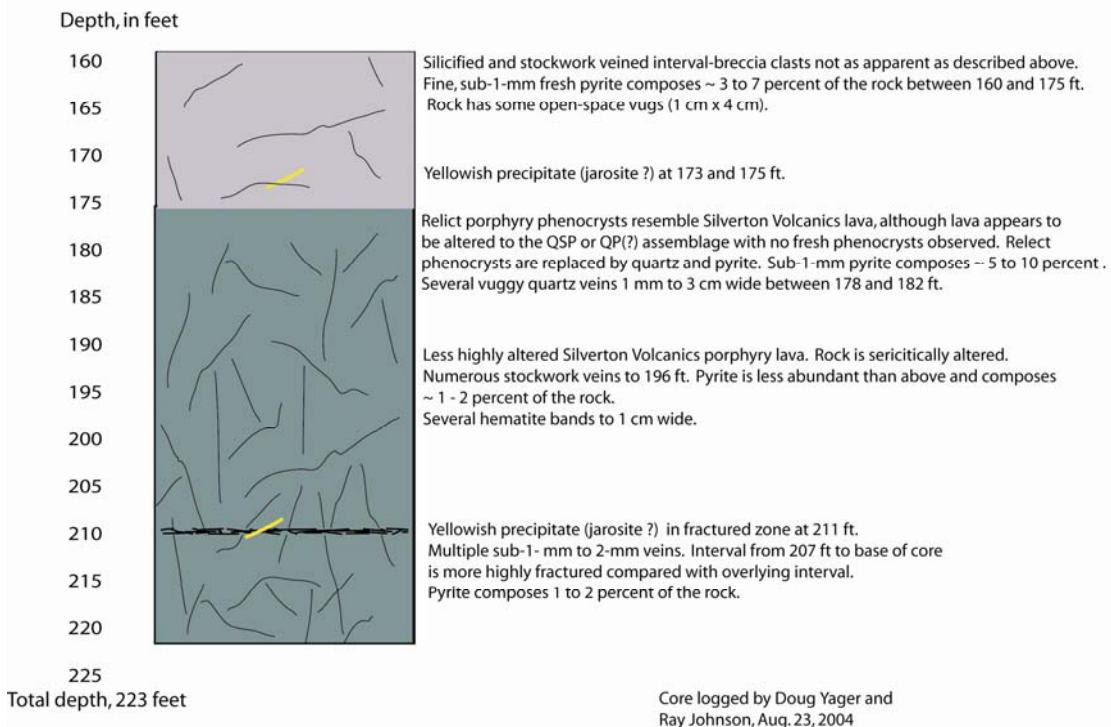 Depth, in feet
160
165
170
175
180
185
190
195
200
205
210
215
220
225
Total depth, 223 feet
Silicified and stockwork veined interval-breccia clasts not as apparent as described above.
Fine, sub-1-mm fresh pyrite composes ~ 3 to 7 percent of the rock between 160 and 175 ft.
Rock has some open-space vugs (1 cm x 4 cm).
Yellowish precipitate (jarosite ?) at 173 and 175 ft.
Relict porphyry phenocrysts resemble Silverton Volcanics lava, although lava appears to
be altered to the QSP or QP(?) assemblage with no fresh phenocrysts observed. Relect
phenocrysts are replaced by quartz and pyrite. Sub-1-mm pyrite composes ~ 5 to 10 percent .
Several vuggy quartz veins 1 mm to 3 cm wide between 178 and 182 ft.
Less highly altered Silverton Volcanics porphyry lava. Rock is sericitically altered.
Numerous stockwork veins to 196 ft. Pyrite is less abundant than above and composes
~ 1 - 2 percent of the rock.
Several hematite bands to 1 cm wide.
Yellowish precipitate (jarosite ?) in fractured zone at 211 ft.
Multiple sub-1- mm to 2-mm veins. Interval from 207 ft to base of core
is more highly fractured compared with overlying interval.
Pyrite composes 1 to 2 percent of the rock.
Core logged by Doug Yager and
Ray Johnson, Aug. 23, 2004